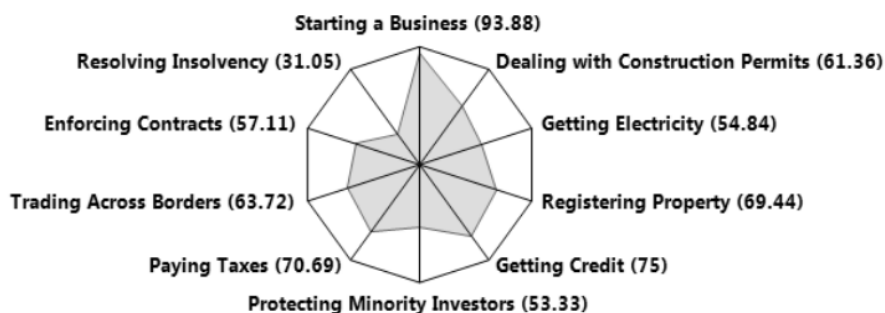 Starting a Business (93.88)
Resolving Insolvency (31.05)
Dealing with Construction Permits (61.36)
Enforcing Contracts (57.11)
Getting Electricity (54.84)
Trading Across Borders (63.72)
Registering Property (69.44)
Paying Taxes (70.69)
Getting Credit (75)
Protecting Minority Investors (53.33)